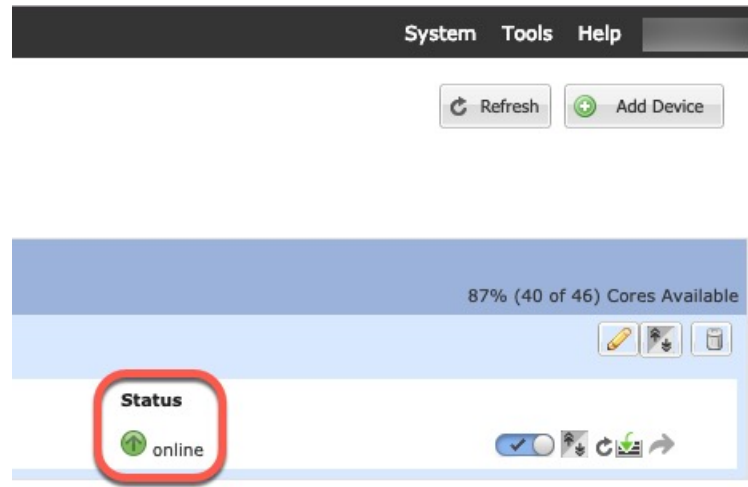 System Tools Help
Refresh Add Device
87% (40 of 46) Cores Available
Status
online